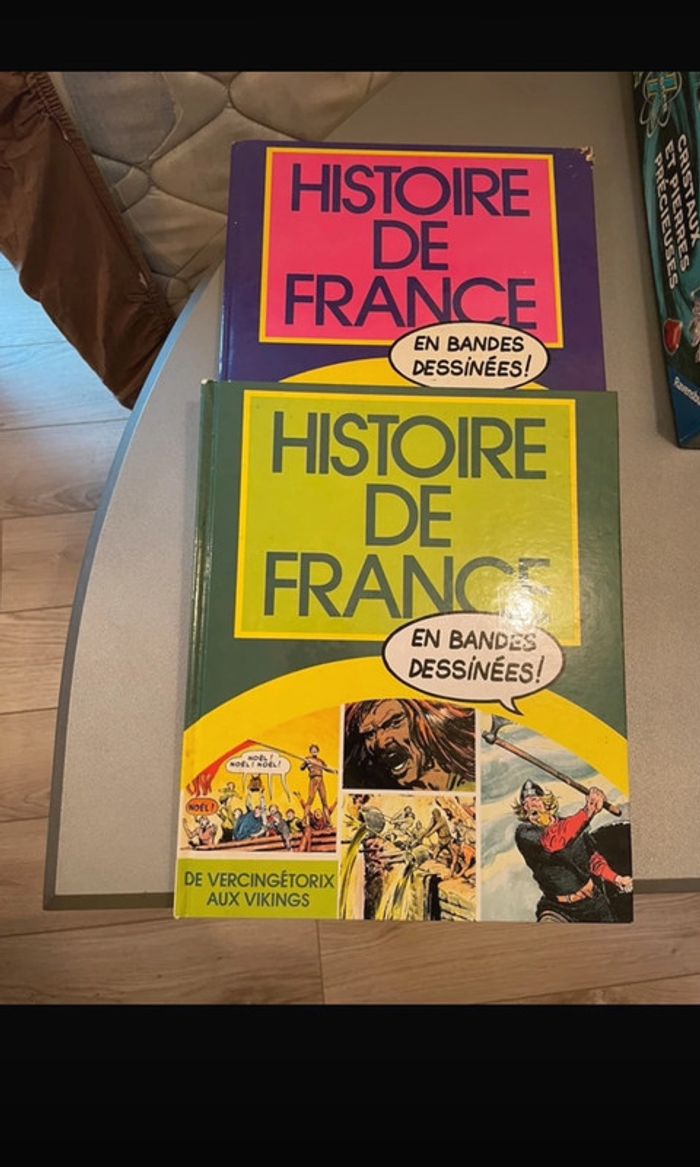 HISTOIRE
DE
FRANCE
EN BANDES
DESSINÉES!
CRISTAUX
ET PIERRES
PRÉCIEUSES
HISTOIRE
DE
FRANCE
EN BANDES
DESSINÉES!
NOËL!
NOËL! NOËL!
NOËL!
DE VERCINGÉTORIX
AUX VIKINGS